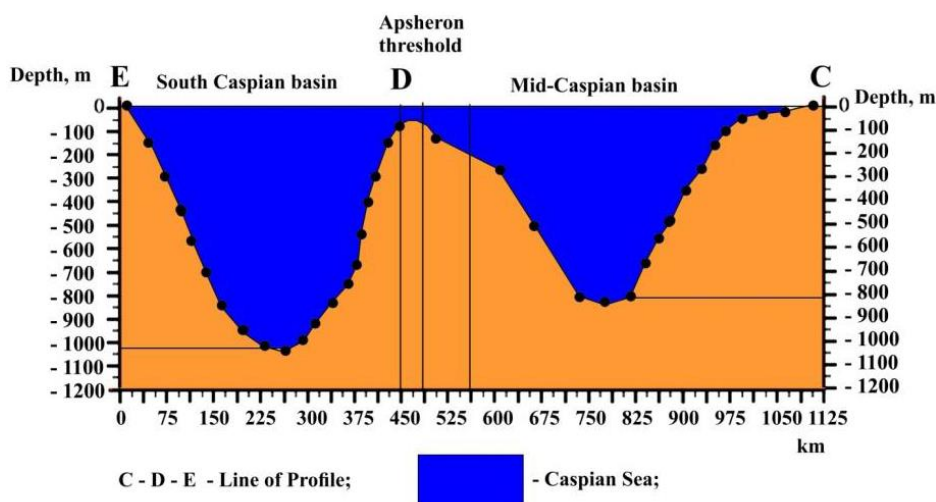 Apsheron
threshold
Depth, m E South Caspian basin D Mid-Caspian basin C
0 0 Depth, m
- 100 - 100
- 200 - 200
- 300 - 300
- 400 - 400
- 500 - 500
- 600 - 600
- 700 - 700
- 800 - 800
- 900 - 900
- 1000 - 1000
- 1100 - 1100
- 1200 - 1200
0 75 150 225 300 375 450 525 600 675 750 825 900 975 1050 1125
km
C - D - E - Line of Profile; - Caspian Sea;